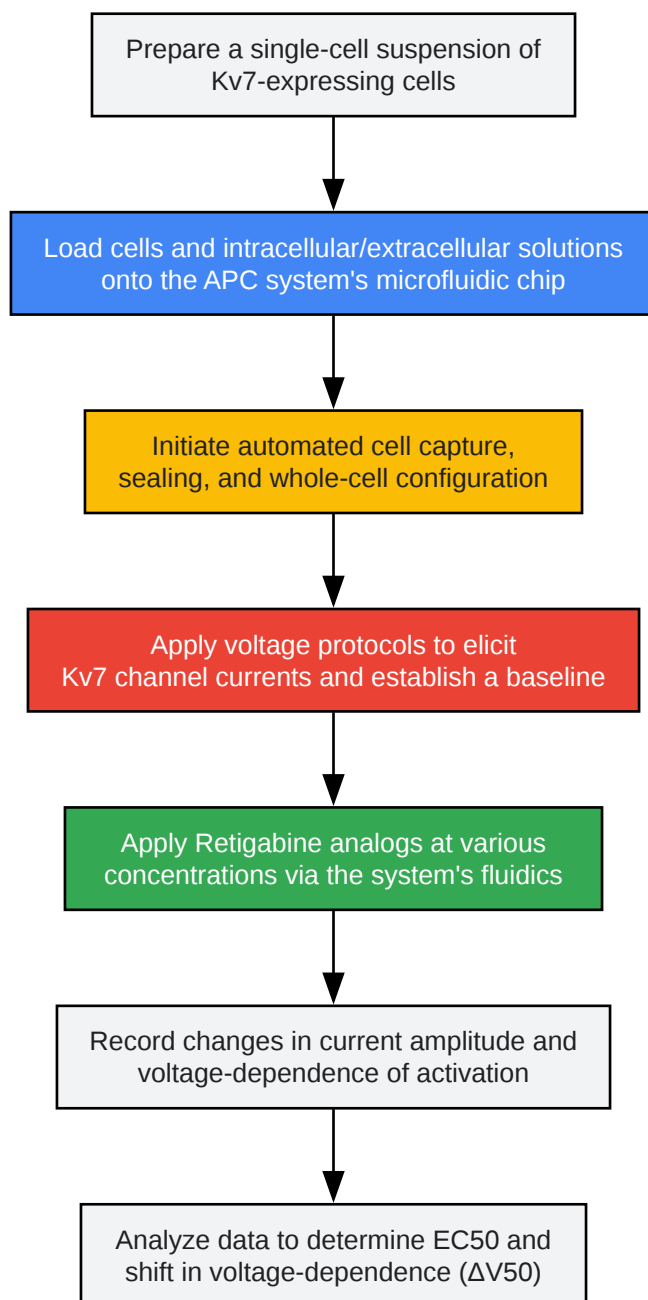 Prepare a single-cell suspension of
Kv7-expressing cells
Load cells and intracellular/extracellular solutions
onto the APC system's microfluidic chip
Initiate automated cell capture,
sealing, and whole-cell configuration
Apply voltage protocols to elicit
Kv7 channel currents and establish a baseline
Apply Retigabine analogs at various
concentrations via the system's fluidics
Record changes in current amplitude and
voltage-dependence of activation
Analyze data to determine EC50 and
shift in voltage-dependence (ΔV50)